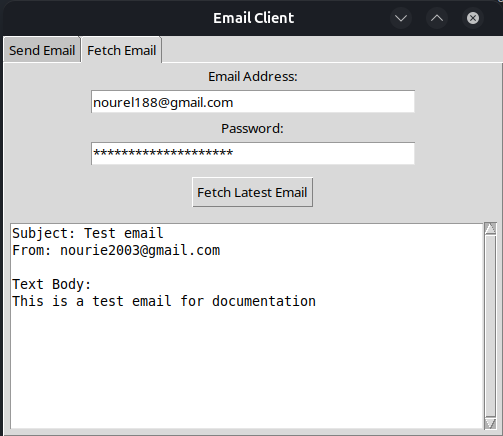 Email Client
Send Email Fetch Email
Email Address:
nourel188@gmail.com
Password:
********************
Fetch Latest Email
Subject: Test email
From: nourie2003@gmail.com
Text Body:
This is a test email for documentation